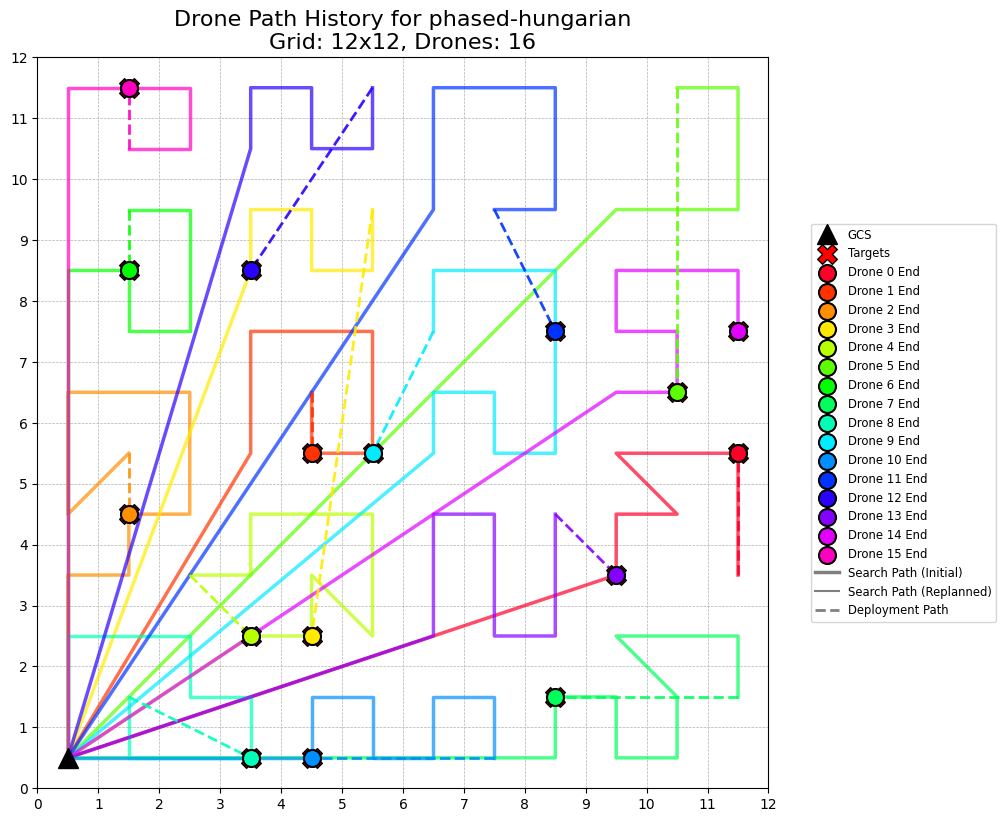 Drone Path History for phased-hungarian
Grid: 12x12, Drones: 16
12
11
10
9
8
7
6
5
4
3
2
1
0
0 1 2 3 4 5 6 7 8 9 10 11 12
GCS
Targets
Drone 0 End
Drone 1 End
Drone 2 End
Drone 3 End
Drone 4 End
Drone 5 End
Drone 6 End
Drone 7 End
Drone 8 End
Drone 9 End
Drone 10 End
Drone 11 End
Drone 12 End
Drone 13 End
Drone 14 End
Drone 15 End
Search Path (Initial)
Search Path (Replanned)
Deployment Path